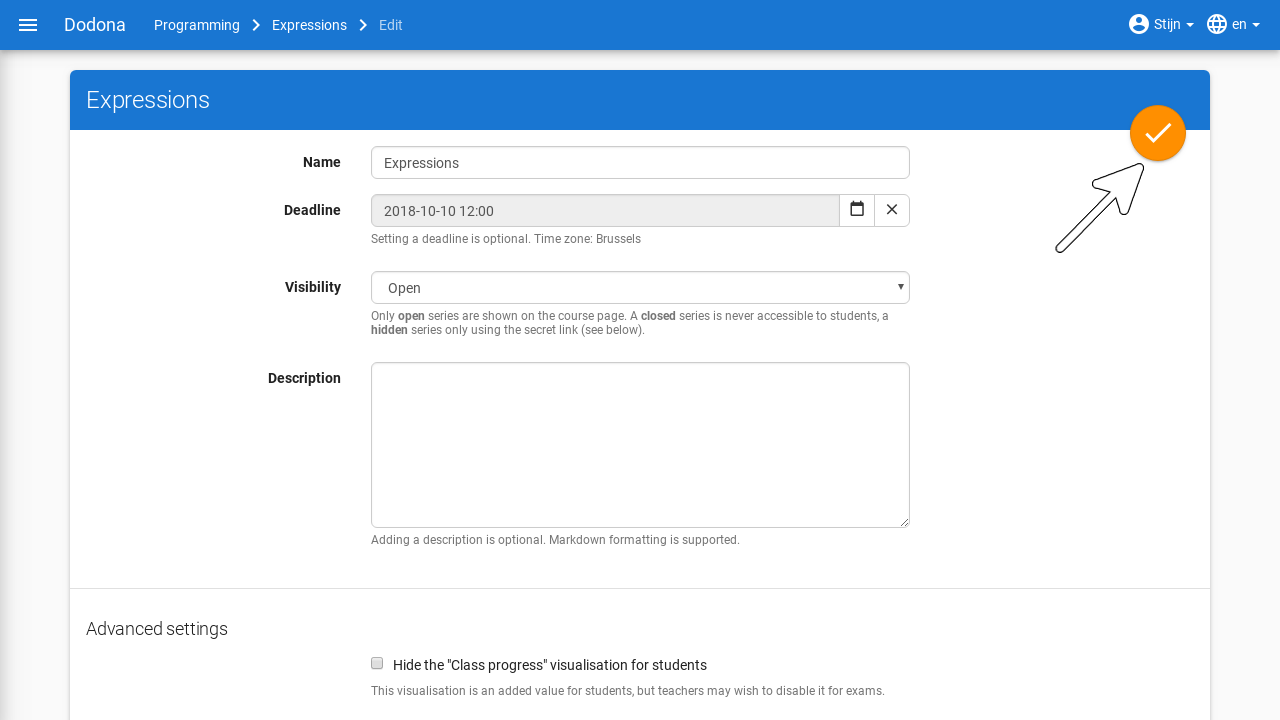 Dodona Programming Expressions Edit Stijn en
Expressions
Name Expressions
Deadline 2018-10-10 12:00
Setting a deadline is optional. Time zone: Brussels
Visibility Open
Only open series are shown on the course page. A closed series is never accessible to students, a
hidden series only using the secret link (see below).
Description
Adding a description is optional. Markdown formatting is supported.
Advanced settings
Hide the "Class progress" visualisation for students
This visualisation is an added value for students, but teachers may wish to disable it for exams.